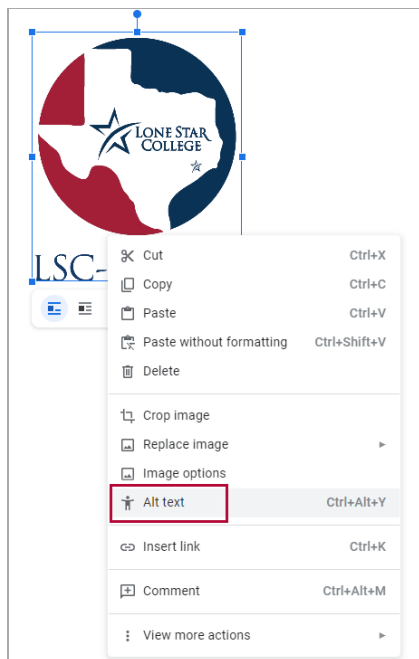 LONE STAR
COLLEGE
LSC-
Cut Ctrl+X
Copy Ctrl+C
Paste Ctrl+V
Paste without formatting Ctrl+Shift+V
Delete
Crop image
Replace image
Image options
Alt text Ctrl+Alt+Y
Insert link Ctrl+K
Comment Ctrl+Alt+M
View more actions